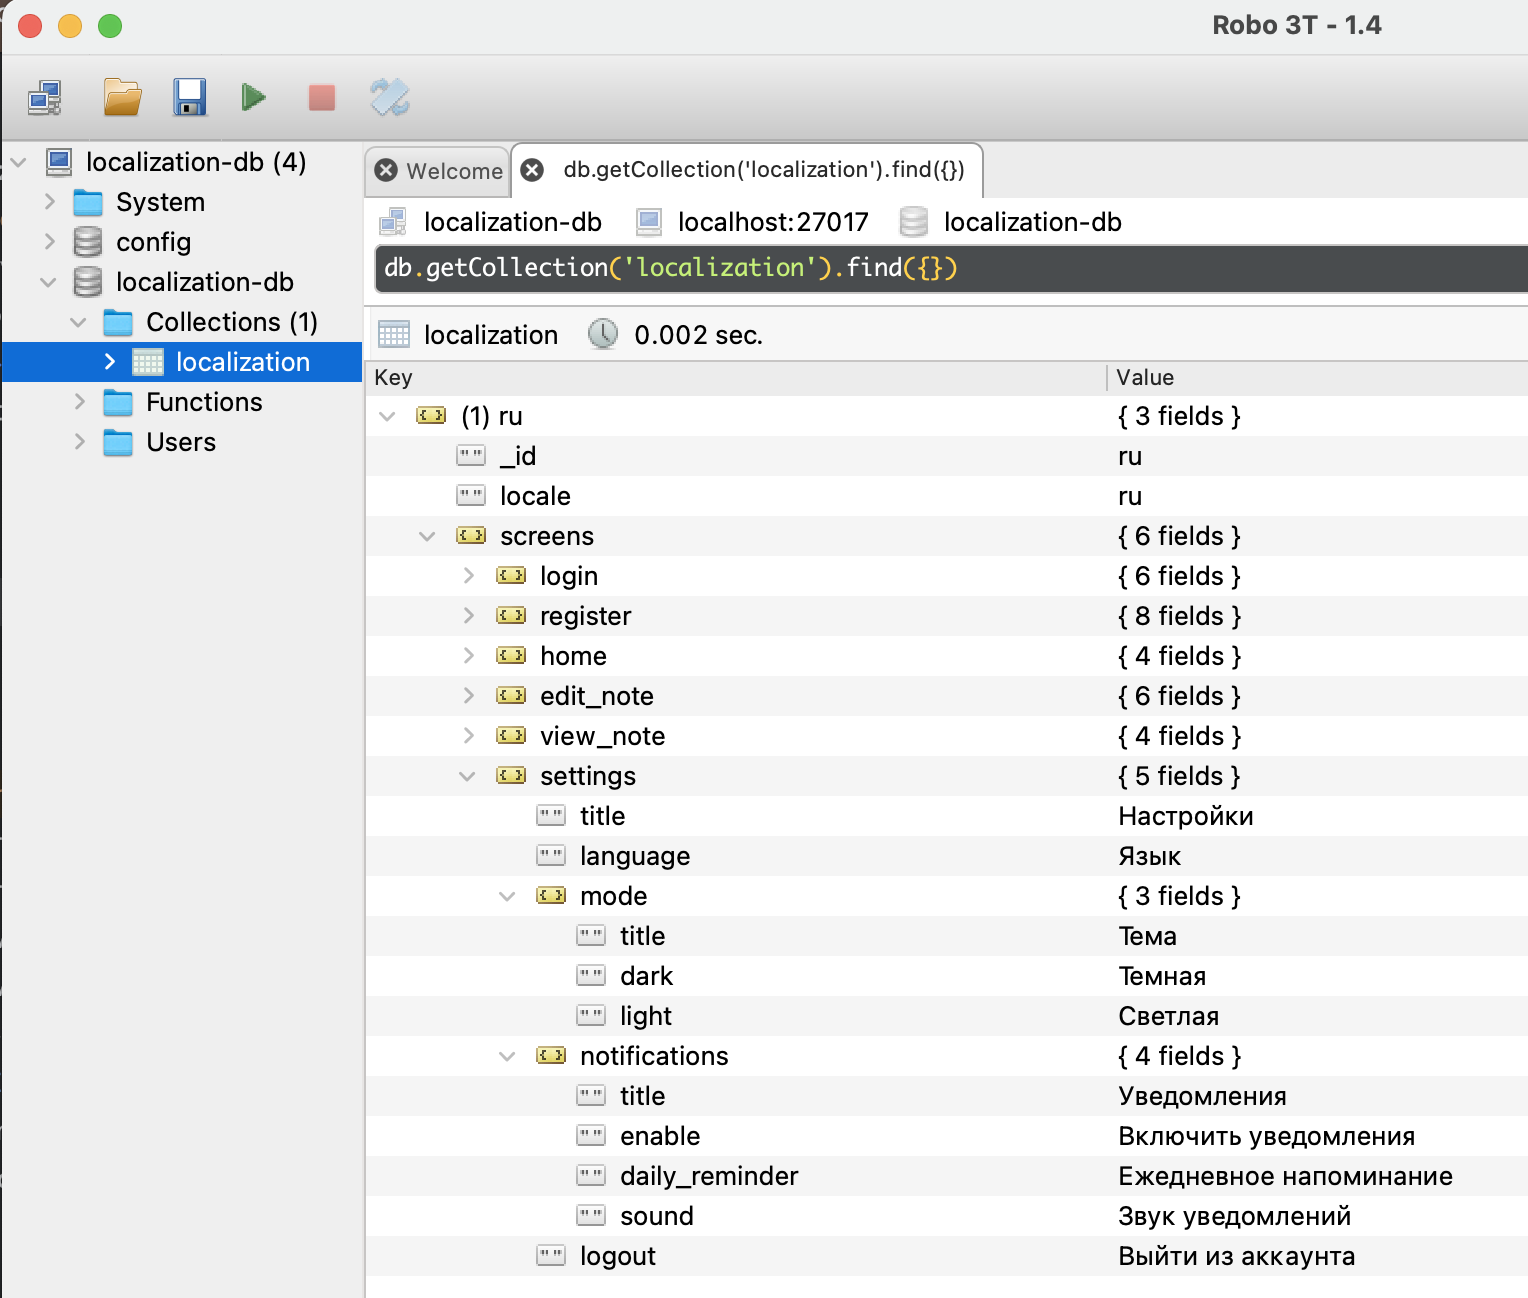 Robo 3T - 1.4
localization-db (4)
System
config
localization-db
Collections (1)
localization
Functions
Users
Welcome
db.getCollection('localization').find({})
localization-db
localhost:27017
localization-db
db.getCollection('localization').find({})
localization
0.002 sec.
Key Value
(1) ru { 3 fields }
_id ru
locale ru
screens { 6 fields }
login { 6 fields }
register { 8 fields }
home { 4 fields }
edit_note { 6 fields }
view_note { 4 fields }
settings { 5 fields }
title Настройки
language Язык
mode { 3 fields }
title Тема
dark Темная
light Светлая
notifications { 4 fields }
title Уведомления
enable Включить уведомления
daily_reminder Ежедневное напоминание
sound Звук уведомлений
logout Выйти из аккаунта